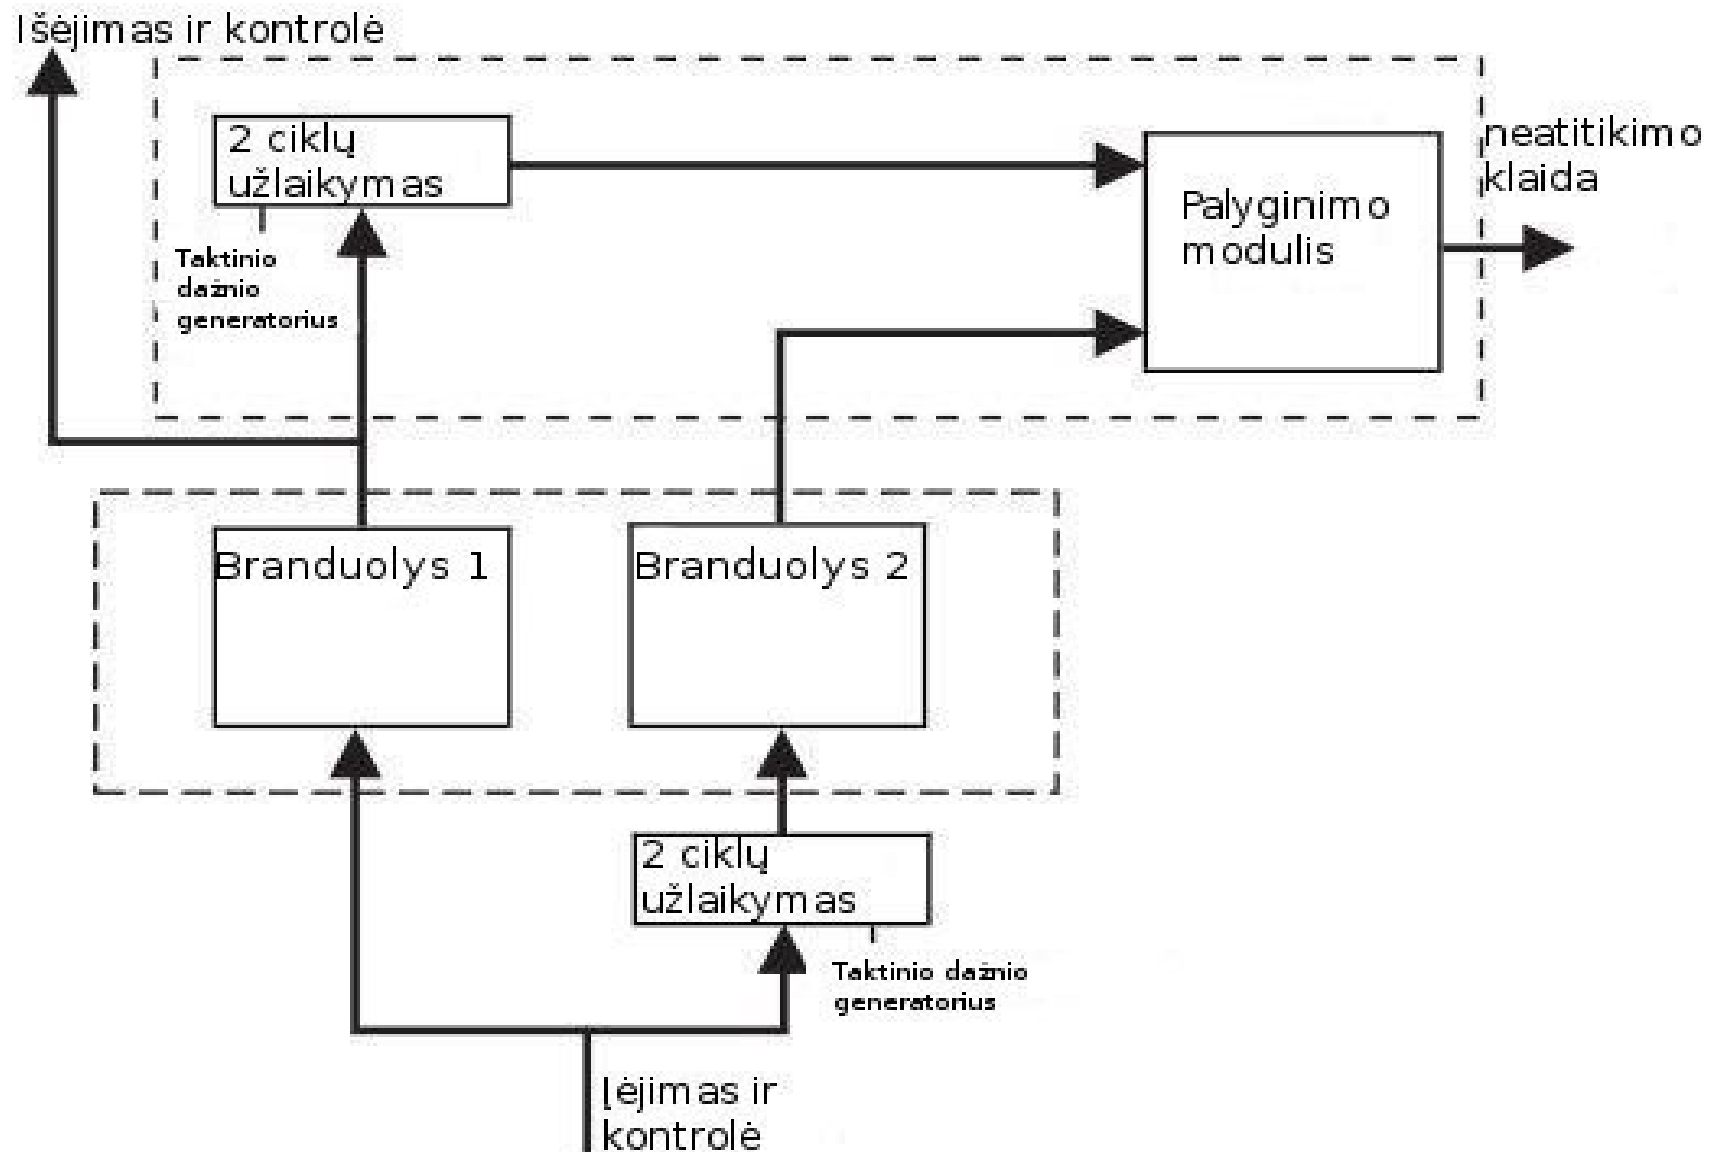 Išėjimas ir kontrolė
2 ciklų
užlaikymas
Taktinio
dažnio
generatorius
Palyginimo
modulis
neatitikimo
klaida
Branduolys 1
Branduolys 2
2 ciklų
užlaikymas
Taktinio dažnio
generatorius
Įėjimas ir
kontrolė